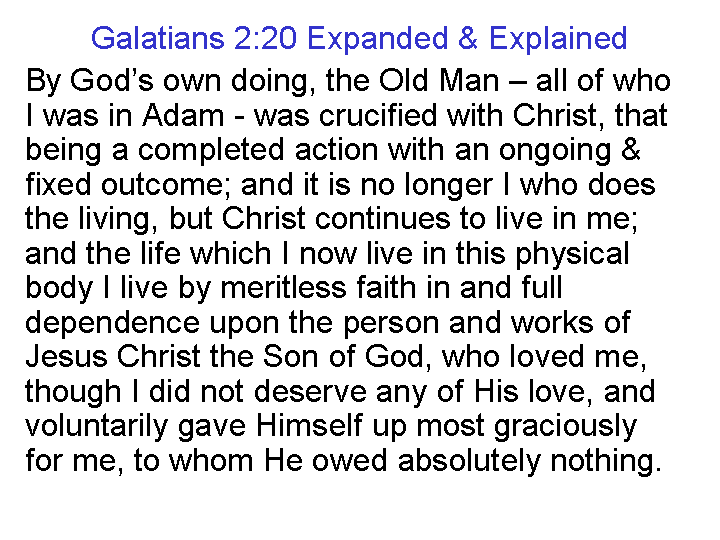 Galatians 2:20 Expanded & Explained
By God’s own doing, the Old Man – all of who
I was in Adam - was crucified with Christ, that
being a completed action with an ongoing &
fixed outcome; and it is no longer I who does
the living, but Christ continues to live in me;
and the life which I now live in this physical
body I live by meritless faith in and full
dependence upon the person and works of
Jesus Christ the Son of God, who loved me,
though I did not deserve any of His love, and
voluntarily gave Himself up most graciously
for me, to whom He owed absolutely nothing.